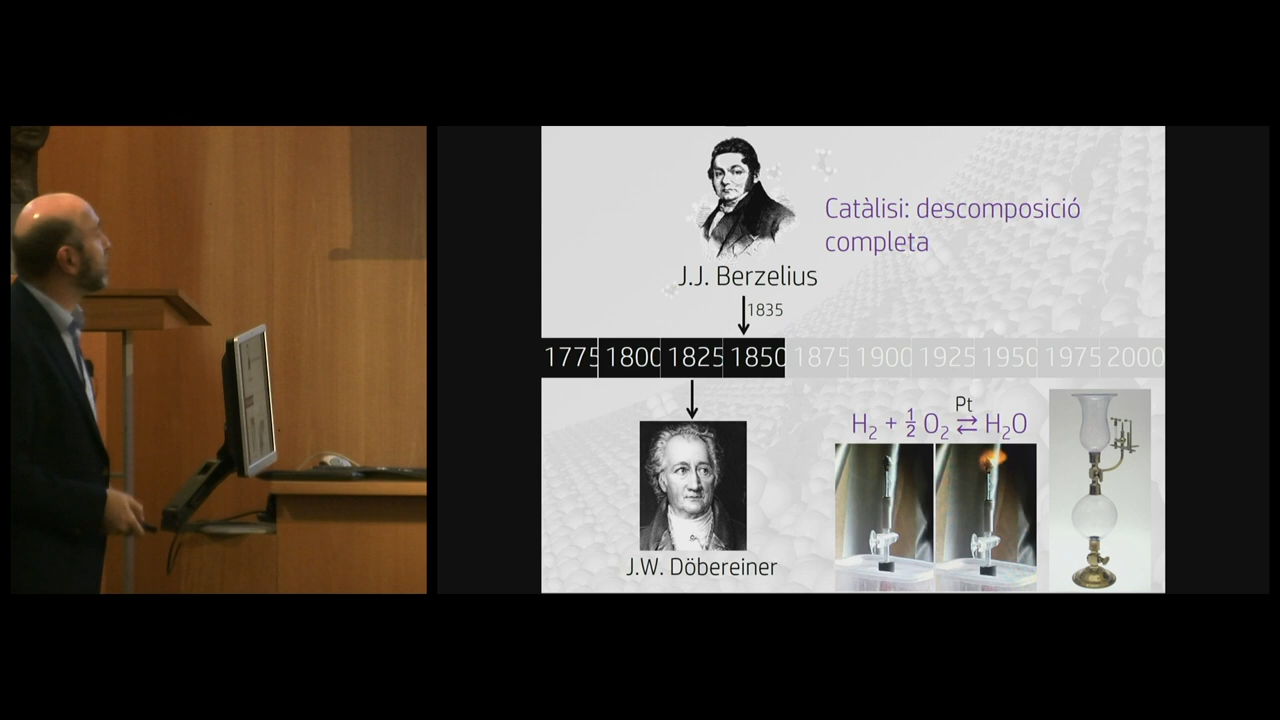 Catàlisi: descomposició
completa
J.J. Berzelius
1835
1775 1800 1825 1850 1875 1900 1925 1950 1975 2000
Pt
H₂ + ½ O₂ ⇄ H₂O
J.W. Döbereiner